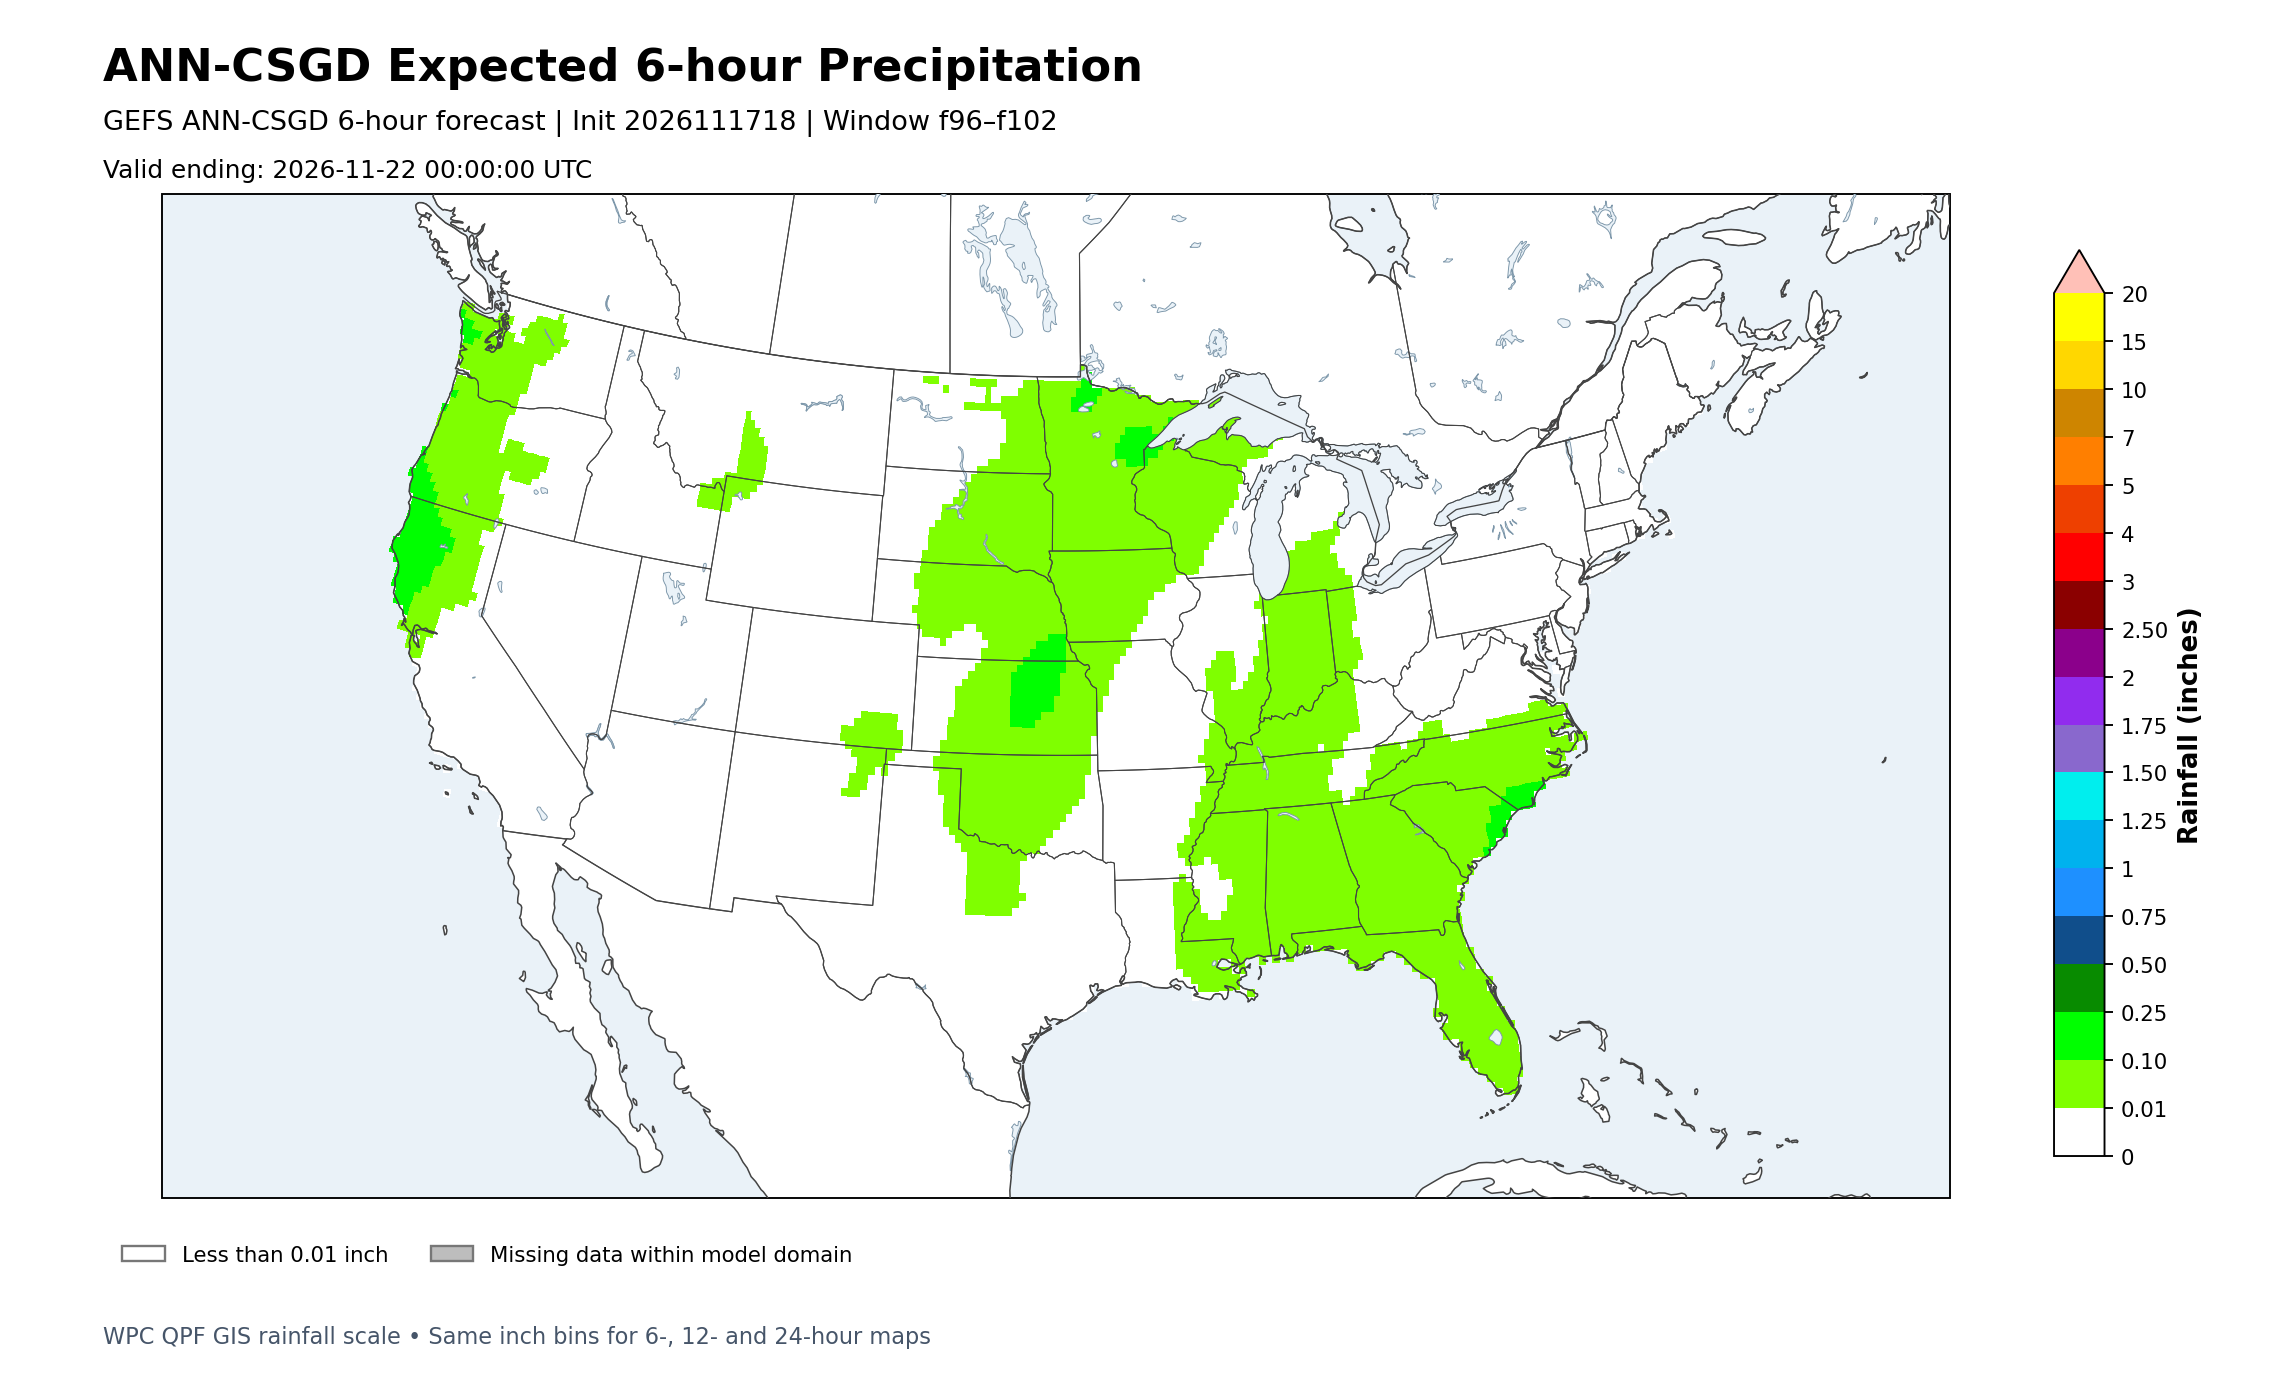 ANN-CSGD Expected 6-hour Precipitation
GEFS ANN-CSGD 6-hour forecast | Init 2026111718 | Window f96–f102
Valid ending: 2026-11-22 00:00:00 UTC
20
15
10
7
5
4
3
2.50
2
1.75
1.50
1.25
1
0.75
0.50
0.25
0.10
0.01
0
Rainfall (inches)
Less than 0.01 inch
Missing data within model domain
WPC QPF GIS rainfall scale • Same inch bins for 6-, 12- and 24-hour maps